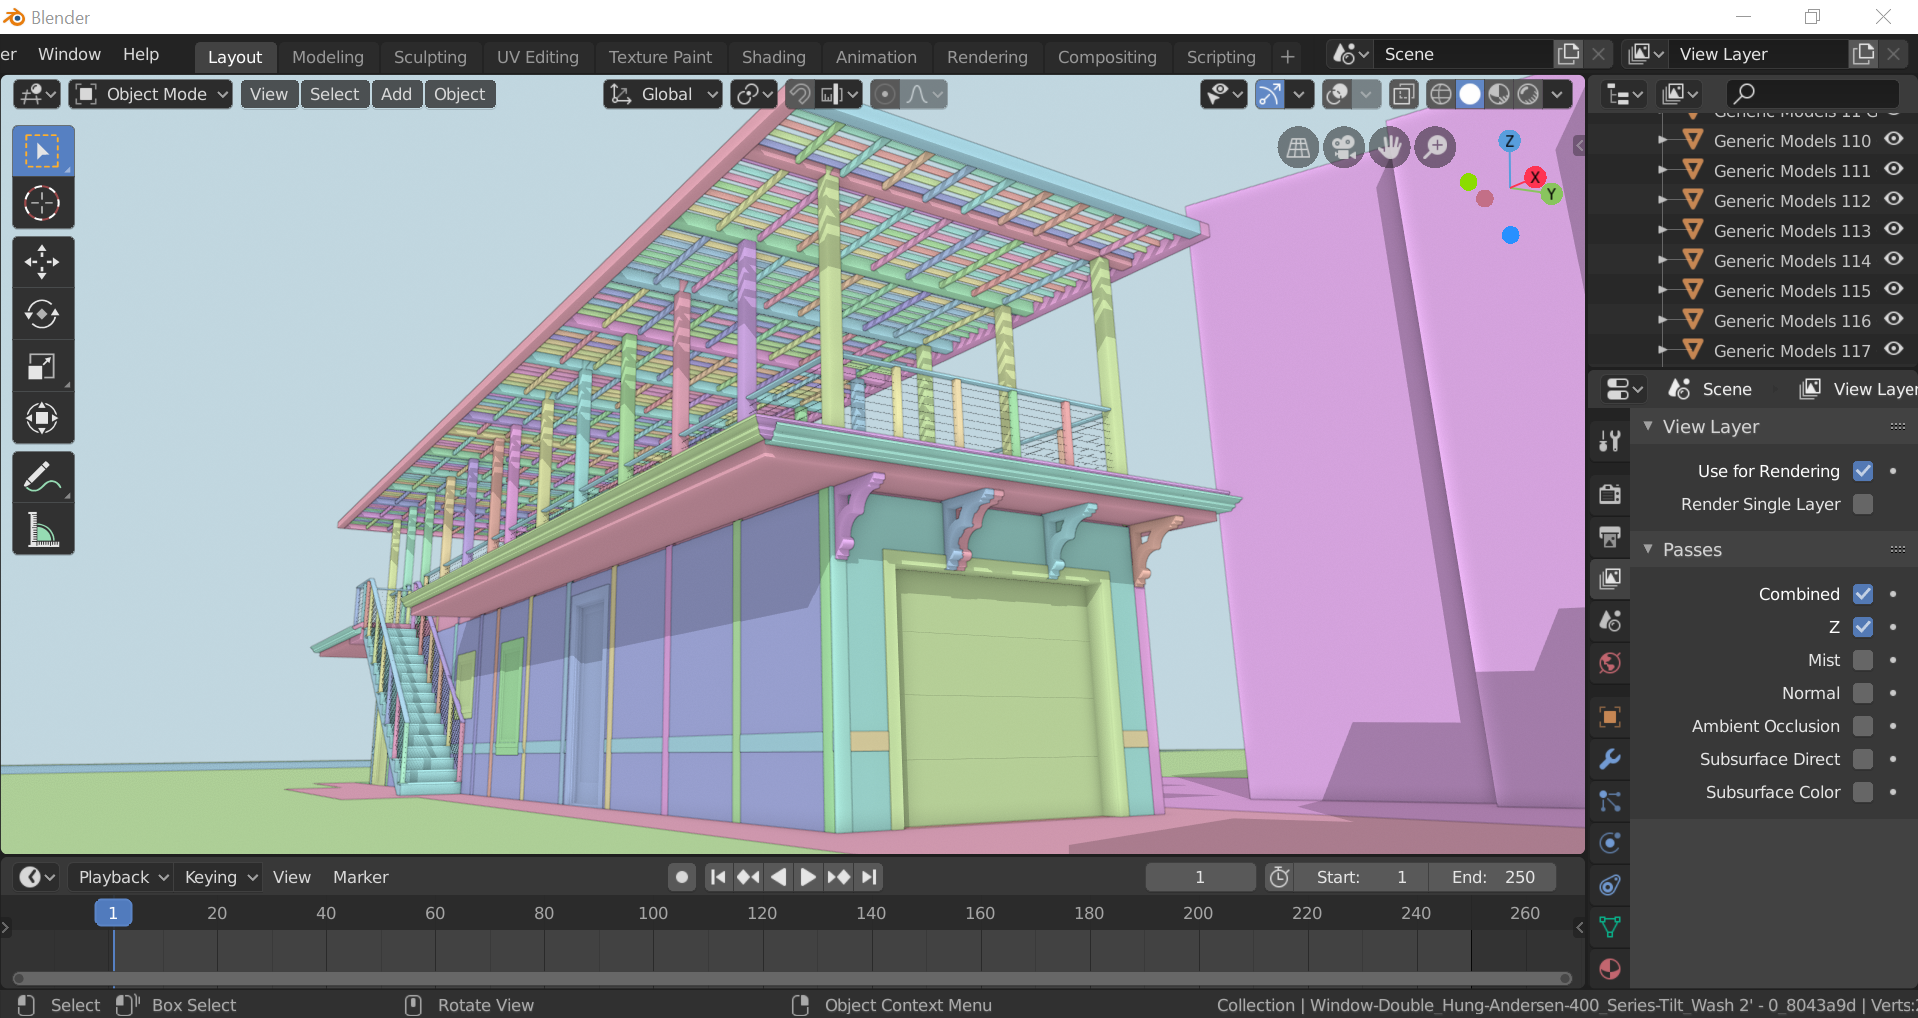 Blender
er Window Help Layout Modeling Sculpting UV Editing Texture Paint Shading Animation Rendering Compositing Scripting + Scene View Layer
Object Mode View Select Add Object Global
Z
X
Y
Generic Models 110
Generic Models 111
Generic Models 112
Generic Models 113
Generic Models 114
Generic Models 115
Generic Models 116
Generic Models 117
Scene View Layer
View Layer
Use for Rendering
Render Single Layer
Passes
Combined
Z
Mist
Normal
Ambient Occlusion
Subsurface Direct
Subsurface Color
Playback Keying View Marker 1 Start: 1 End: 250
1 20 40 60 80 100 120 140 160 180 200 220 240 260
Select Box Select Rotate View Object Context Menu Collection | Window-Double_Hung-Andersen-400_Series-Tilt_Wash 2' - 0_8043a9d | Verts: